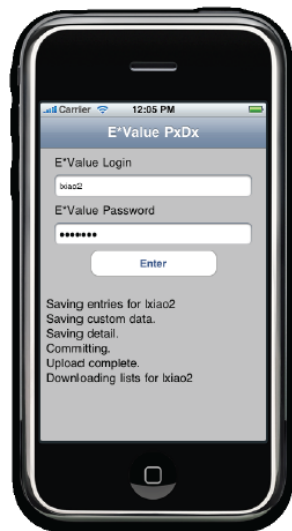 Carrier 12:05 PM
E*Value PxDx
E*Value Login
lxiao2
E*Value Password
•••••••
Enter
Saving entries for lxiao2
Saving custom data.
Saving detail.
Committing.
Upload complete.
Downloading lists for lxiao2